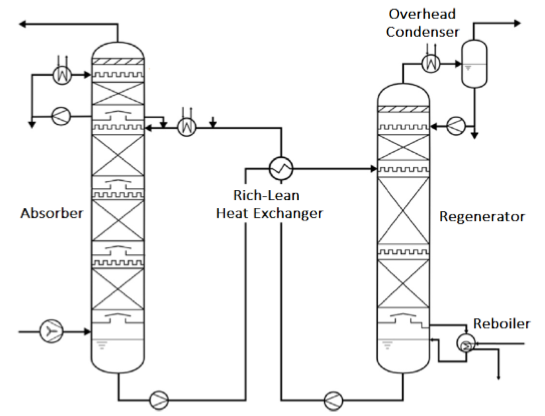 Overhead
Condenser
Rich-Lean
Heat Exchanger
Absorber
Regenerator
Reboiler